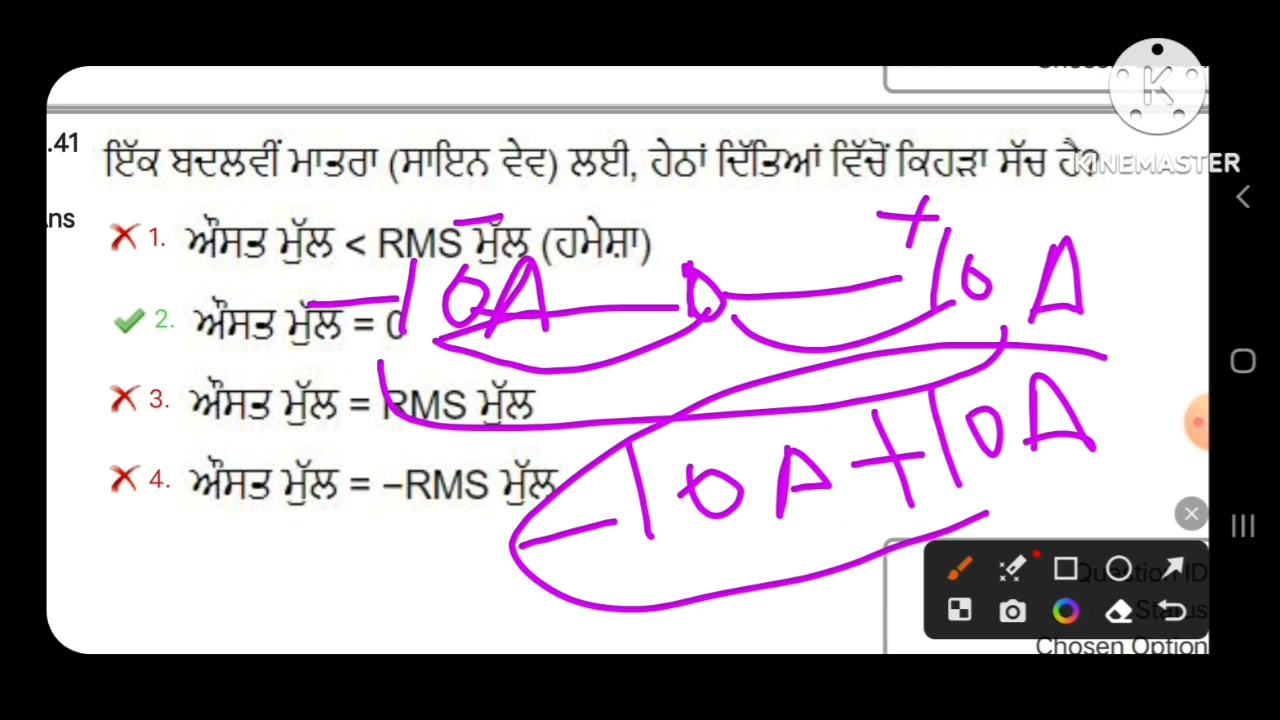 .41
ਇੱਕ ਬਦਲਵੀਂ ਮਾਤਰਾ (ਸਾਇਨ ਵੇਵ) ਲਈ, ਹੇਠਾਂ ਦਿੱਤਿਆਂ ਵਿੱਚੋਂ ਕਿਹੜਾ ਸੱਚ ਹੈ?
KINEMASTER
ns
1. ਔਸਤ ਮੁੱਲ < RMS ਮੁੱਲ (ਹਮੇਸ਼ਾ)
2. ਔਸਤ ਮੁੱਲ = 0
-10A 0 +10 A
3. ਔਸਤ ਮੁੱਲ = RMS ਮੁੱਲ
4. ਔਸਤ ਮੁੱਲ = −RMS ਮੁੱਲ
-10A+10A
Question ID
Status
Chosen Option